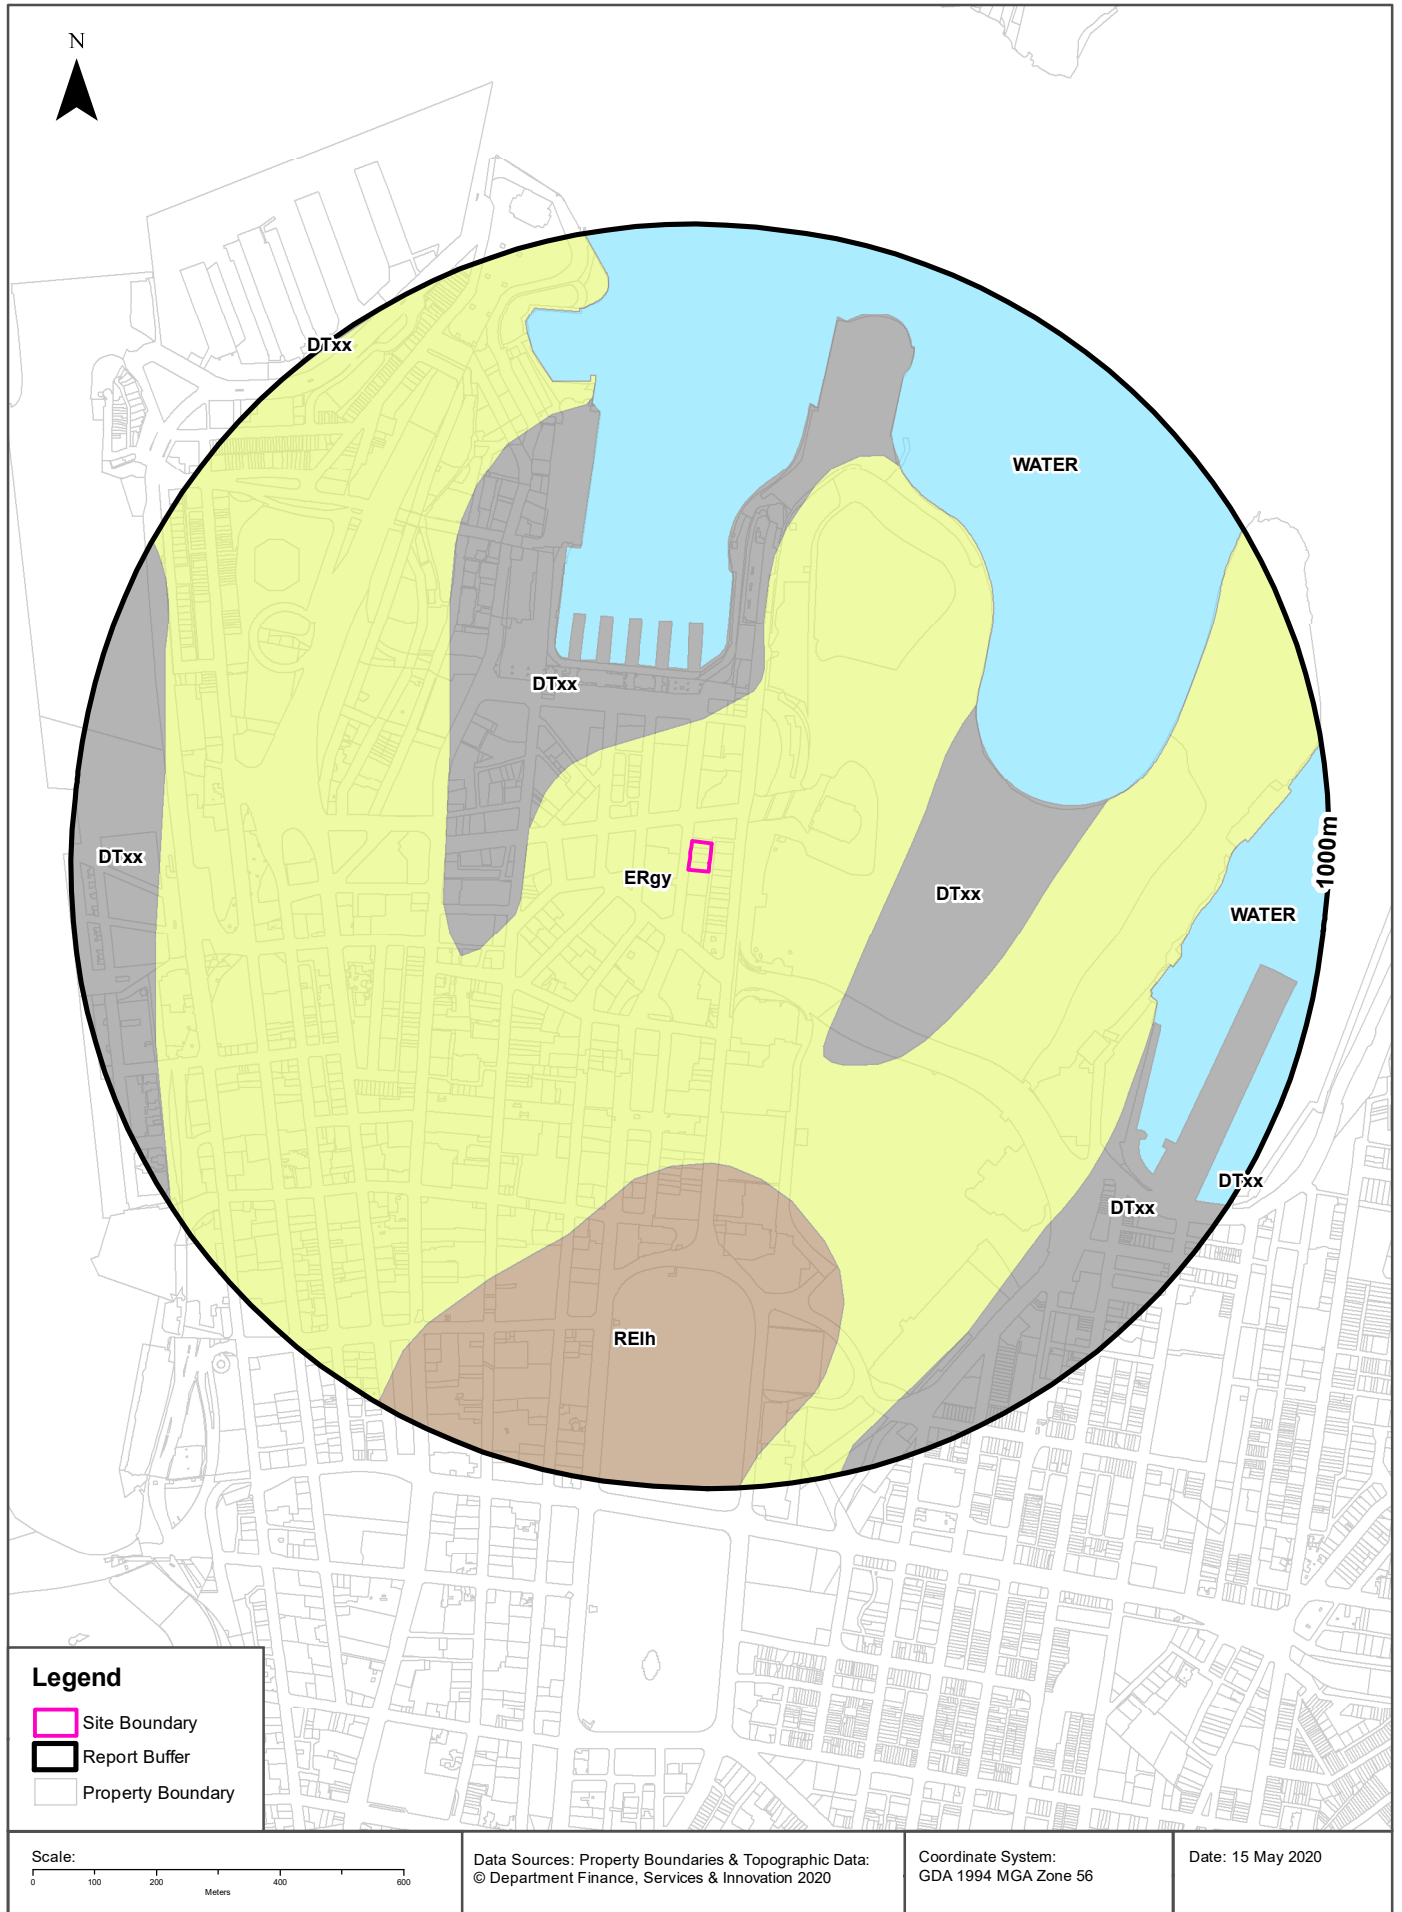 N
DTxx
WATER
DTxx
1000m
DTxx
ERgy
DTxx
WATER
DTxx
DTxx
RElh
Legend
Site Boundary
Report Buffer
Property Boundary
Scale:
0 100 200 400 600
Meters
Data Sources: Property Boundaries & Topographic Data:
© Department Finance, Services & Innovation 2020
Coordinate System:
GDA 1994 MGA Zone 56
Date: 15 May 2020